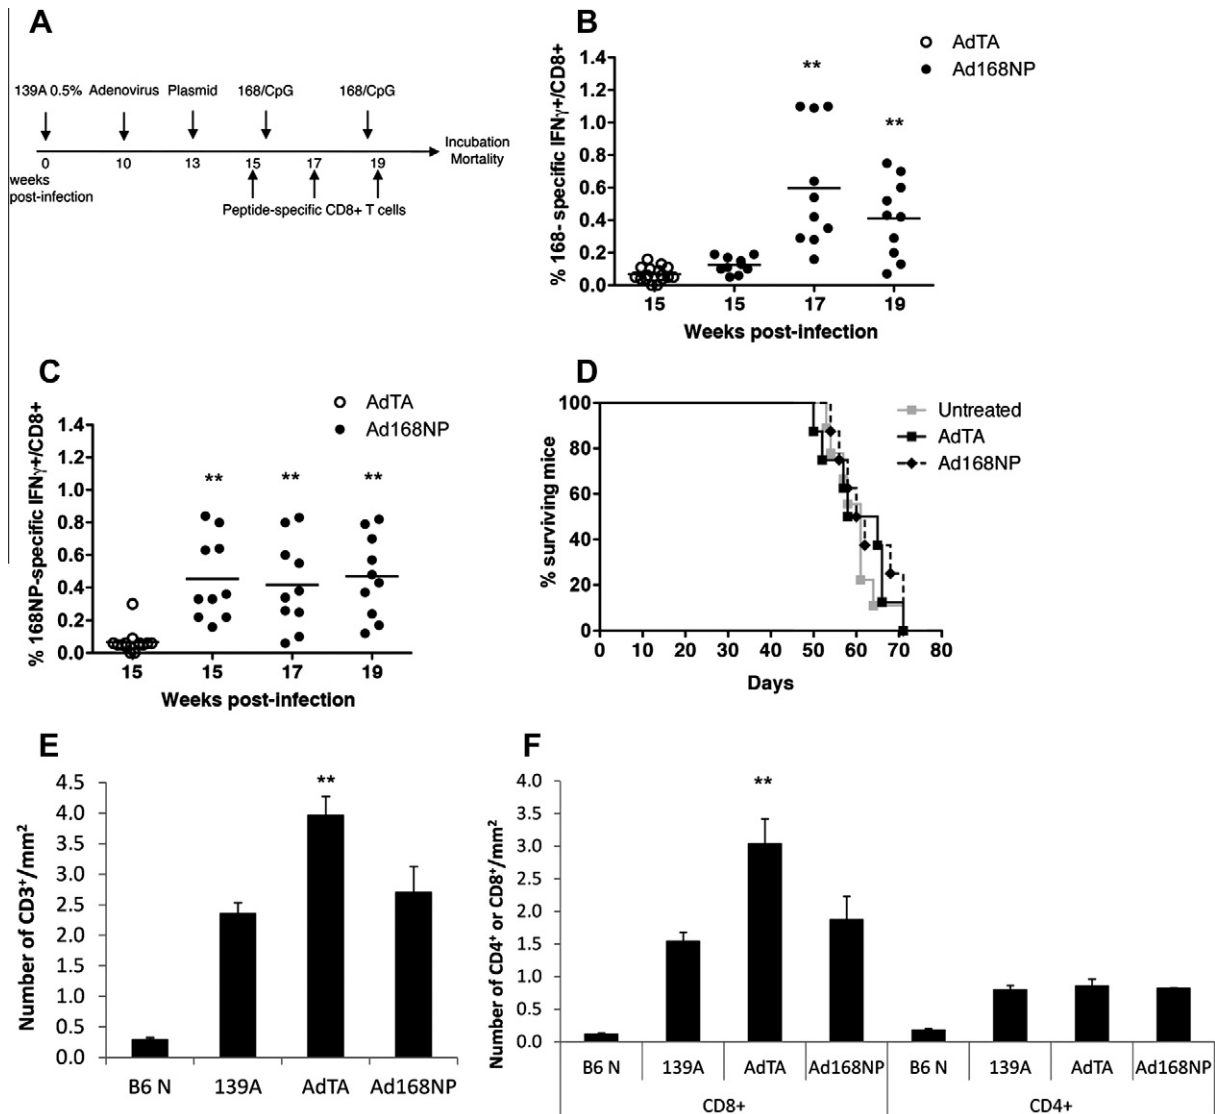 A
139A 0.5% Adenovirus Plasmid 168/CpG 168/CpG
0 10 13 15 17 19
Incubation
Mortality
weeks
post-infection
Peptide-specific CD8+ T cells
B
AdTA
Ad168NP
% 168- specific IFNγ+/CD8+
1.4
1.2
1.0
0.8
0.6
0.4
0.2
0.0
**
**
15 15 17 19
Weeks post-infection
C
AdTA
Ad168NP
% 168NP-specific IFNγ+/CD8+
1.4
1.2
1.0
0.8
0.6
0.4
0.2
0.0
** ** **
15 15 17 19
Weeks post-infection
D
Untreated
AdTA
Ad168NP
% surviving mice
100
80
60
40
20
0
0 10 20 30 40 50 60 70 80
Days
E
Number of CD3⁺/mm²
4.5
4.0
3.5
3.0
2.5
2.0
1.5
1.0
0.5
0.0
**
B6 N 139A AdTA Ad168NP
F
Number of CD4⁺ or CD8⁺/mm²
4.0
3.5
3.0
2.5
2.0
1.5
1.0
0.5
0.0
**
B6 N 139A AdTA Ad168NP B6 N 139A AdTA Ad168NP
CD8+ CD4+